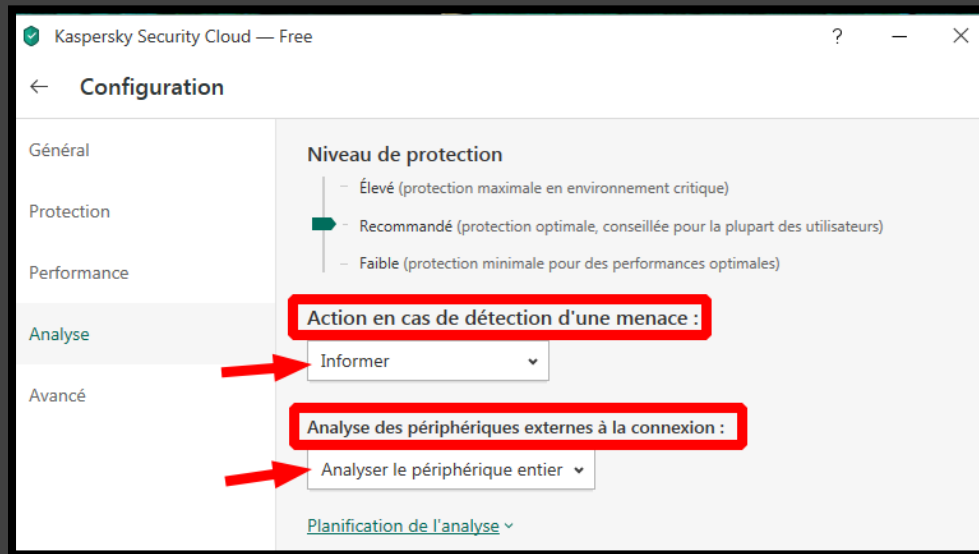 Kaspersky Security Cloud — Free
?
Configuration
Général
Protection
Performance
Analyse
Avancé
Niveau de protection
Élevé (protection maximale en environnement critique)
Recommandé (protection optimale, conseillée pour la plupart des utilisateurs)
Faible (protection minimale pour des performances optimales)
Action en cas de détection d'une menace :
Informer
Analyse des périphériques externes à la connexion :
Analyser le périphérique entier
Planification de l'analyse